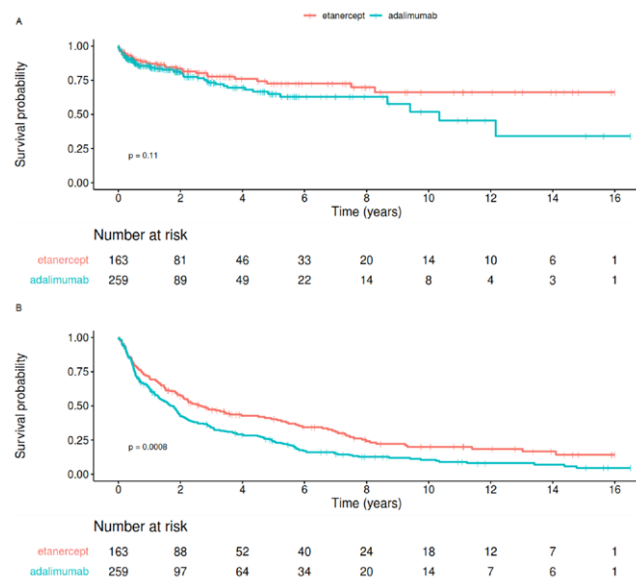 A
etanercept adalimumab
Survival probability
1.00
0.75
0.50
0.25
0.00
p = 0.11
0 2 4 6 8 10 12 14 16
Time (years)
Number at risk
etanercept 163 81 46 33 20 14 10 6 1
adalimumab 259 89 49 22 14 8 4 3 1
B
Survival probability
1.00
0.75
0.50
0.25
0.00
p = 0.0008
0 2 4 6 8 10 12 14 16
Time (years)
Number at risk
etanercept 163 88 52 40 24 18 12 7 1
adalimumab 259 97 64 34 20 14 7 6 1